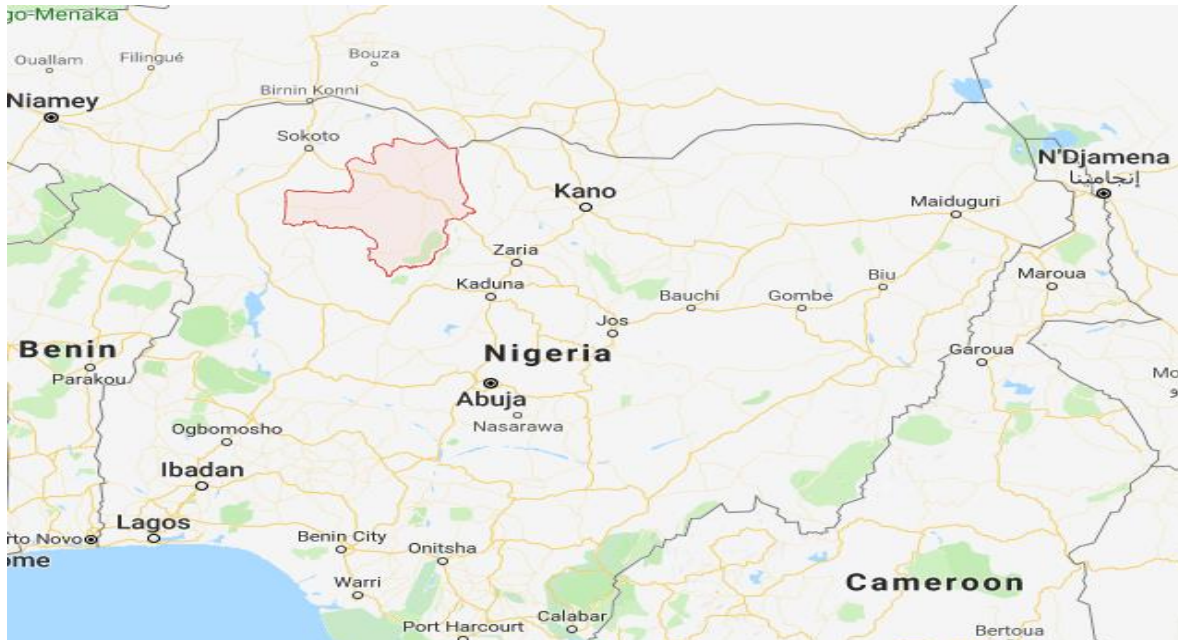 go-Menaka
Bouza
Ouallam
Filingué
Birnin Konni
Niamey
Sokoto
N'Djamena
إنجامينا
Kano
Maiduguri
Zaria
Biu
Maroua
Kaduna
Bauchi
Gombe
Jos
Benin
Nigeria
Garoua
Parakou
Mo
و
Abuja
Nasarawa
Ogbomosho
Ibadan
Lagos
rto Novo
Benin City
Onitsha
ome
Warri
Cameroon
Calabar
Port Harcourt
Bertoua